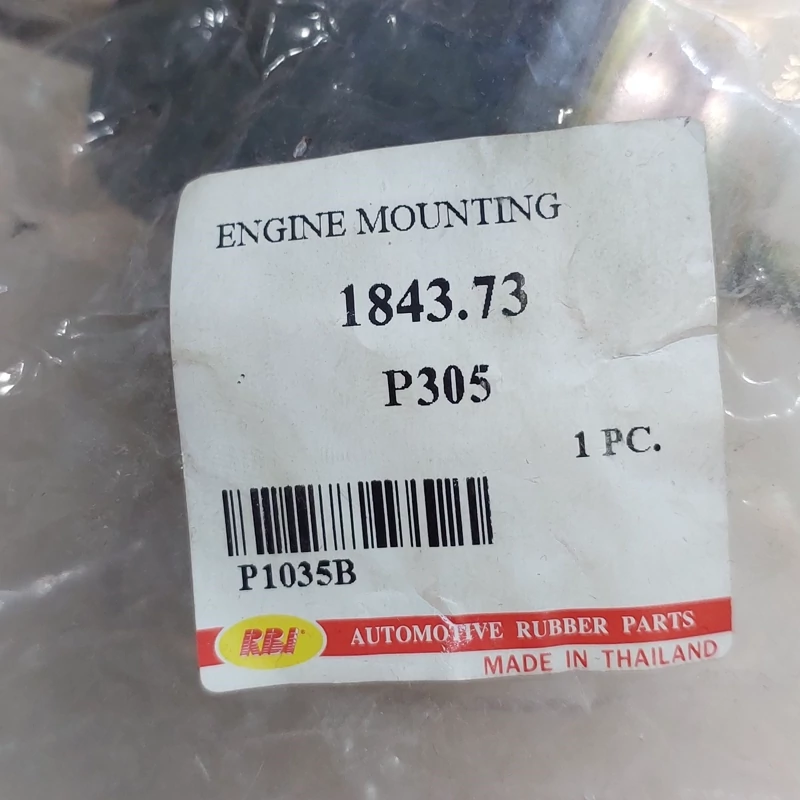 ENGINE MOUNTING
1843.73
P305
1 PC.
P1035B
RBI AUTOMOTIVE RUBBER PARTS
MADE IN THAILAND